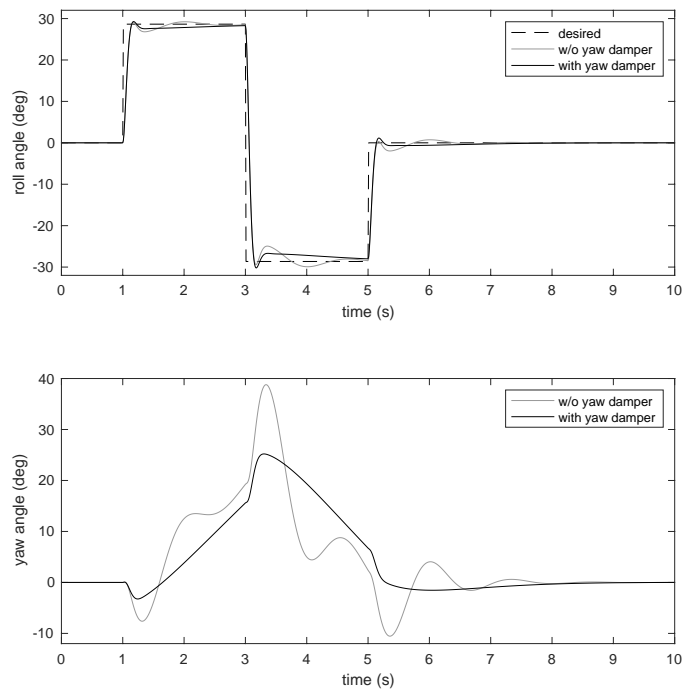 30
20
10
0
-10
-20
-30
roll angle (deg)
desired
w/o yaw damper
with yaw damper
0 1 2 3 4 5 6 7 8 9 10
time (s)
40
30
20
10
0
-10
yaw angle (deg)
w/o yaw damper
with yaw damper
0 1 2 3 4 5 6 7 8 9 10
time (s)